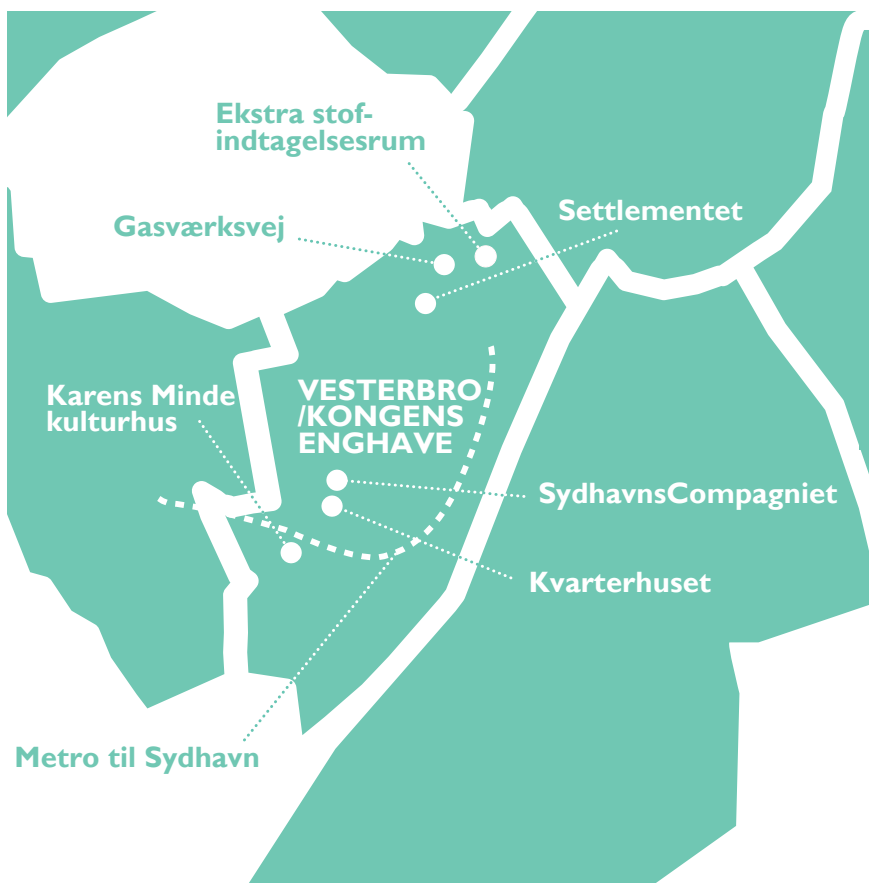 Ekstra stof-
indtagelsesrum
Settlementet
Gasværksvej
Karens Minde
kulturhus
VESTERBRO
/KONGENS
ENGHAVE
SydhavnsCompagniet
Kvarterhuset
Metro til Sydhavn